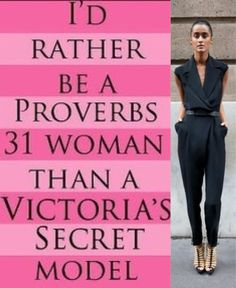 I'D
RATHER
BE A
PROVERBS
31 WOMAN
THAN A
VICTORIA'S
SECRET
MODEL